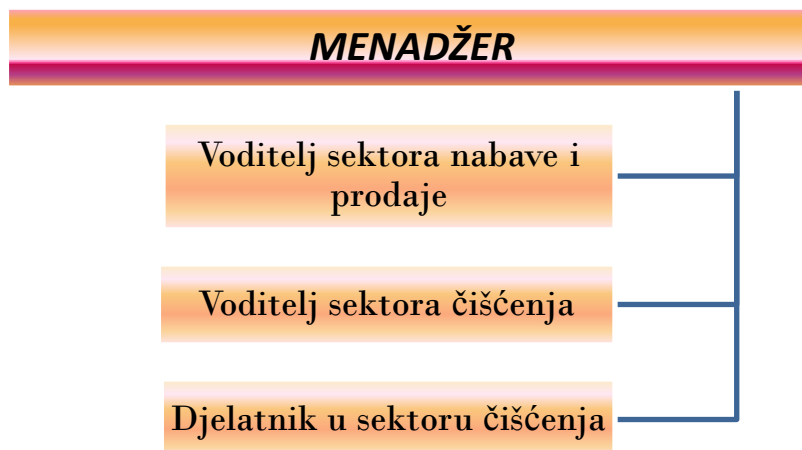 MENADŽER
Voditelj sektora nabave i
prodaje
Voditelj sektora čišćenja
Djelatnik u sektoru čišćenja